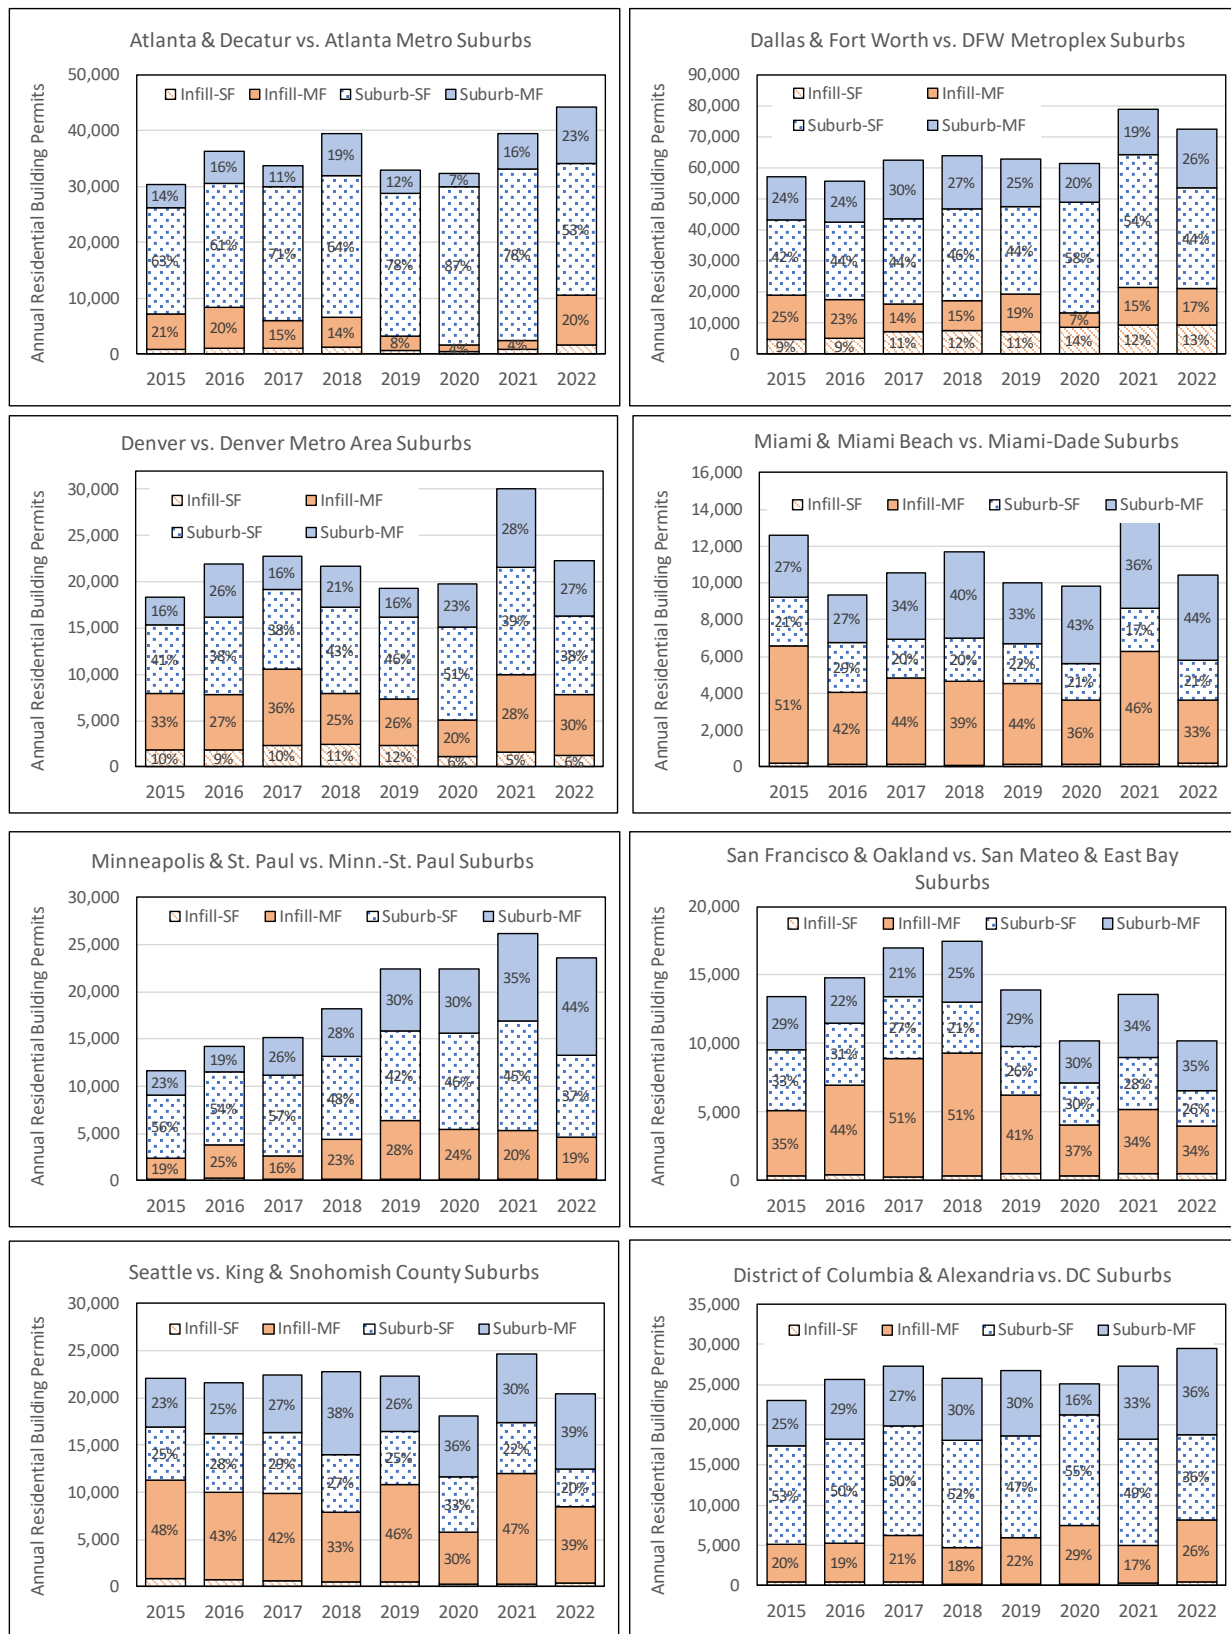 Atlanta & Decatur vs. Atlanta Metro Suburbs
Annual Residential Building Permits
50,000
40,000
30,000
20,000
10,000
0
Infill-SF Infill-MF Suburb-SF Suburb-MF
14% 16% 11% 19% 12% 7% 16% 23%
63% 61% 71% 64% 78% 87% 78% 53%
21% 20% 15% 14% 8% 4% 4% 20%
2015 2016 2017 2018 2019 2020 2021 2022
Dallas & Fort Worth vs. DFW Metroplex Suburbs
Annual Residential Building Permits
90,000
80,000
70,000
60,000
50,000
40,000
30,000
20,000
10,000
0
Infill-SF Infill-MF
Suburb-SF Suburb-MF
24% 24% 30% 27% 25% 20% 19% 26%
42% 44% 44% 46% 44% 58% 54% 44%
25% 23% 14% 15% 19% 7% 15% 17%
9% 9% 11% 12% 11% 14% 12% 13%
2015 2016 2017 2018 2019 2020 2021 2022
Denver vs. Denver Metro Area Suburbs
Annual Residential Building Permits
30,000
25,000
20,000
15,000
10,000
5,000
0
Infill-SF Infill-MF
Suburb-SF Suburb-MF
16% 26% 16% 21% 16% 23% 28% 27%
41% 38% 38% 43% 46% 51% 39% 38%
33% 27% 36% 25% 26% 20% 28% 30%
10% 9% 10% 11% 12% 6% 5% 6%
2015 2016 2017 2018 2019 2020 2021 2022
Miami & Miami Beach vs. Miami-Dade Suburbs
Annual Residential Building Permits
16,000
14,000
12,000
10,000
8,000
6,000
4,000
2,000
0
Infill-SF Infill-MF Suburb-SF Suburb-MF
27% 27% 34% 40% 33% 43% 36% 44%
21% 29% 20% 20% 22% 21% 17% 21%
51% 42% 44% 39% 44% 36% 46% 33%
2015 2016 2017 2018 2019 2020 2021 2022
Minneapolis & St. Paul vs. Minn.-St. Paul Suburbs
Annual Residential Building Permits
30,000
25,000
20,000
15,000
10,000
5,000
0
Infill-SF Infill-MF Suburb-SF Suburb-MF
23% 19% 26% 28% 30% 30% 35% 44%
56% 54% 57% 48% 42% 46% 45% 37%
19% 25% 16% 23% 28% 24% 20% 19%
2015 2016 2017 2018 2019 2020 2021 2022
San Francisco & Oakland vs. San Mateo & East Bay
Suburbs
Annual Residential Building Permits
20,000
15,000
10,000
5,000
0
Infill-SF Infill-MF Suburb-SF Suburb-MF
29% 22% 21% 25% 29% 30% 34% 35%
33% 31% 27% 21% 26% 30% 28% 26%
35% 44% 51% 51% 41% 37% 34% 34%
2015 2016 2017 2018 2019 2020 2021 2022
Seattle vs. King & Snohomish County Suburbs
Annual Residential Building Permits
30,000
25,000
20,000
15,000
10,000
5,000
0
Infill-SF Infill-MF Suburb-SF Suburb-MF
23% 25% 27% 38% 26% 36% 30% 39%
25% 28% 29% 27% 25% 33% 22% 20%
48% 43% 42% 33% 46% 30% 47% 39%
2015 2016 2017 2018 2019 2020 2021 2022
District of Columbia & Alexandria vs. DC Suburbs
Annual Residential Building Permits
35,000
30,000
25,000
20,000
15,000
10,000
5,000
0
Infill-SF Infill-MF Suburb-SF Suburb-MF
25% 29% 27% 30% 30% 16% 33% 36%
53% 50% 50% 52% 47% 55% 49% 36%
20% 19% 21% 18% 22% 29% 17% 26%
2015 2016 2017 2018 2019 2020 2021 2022